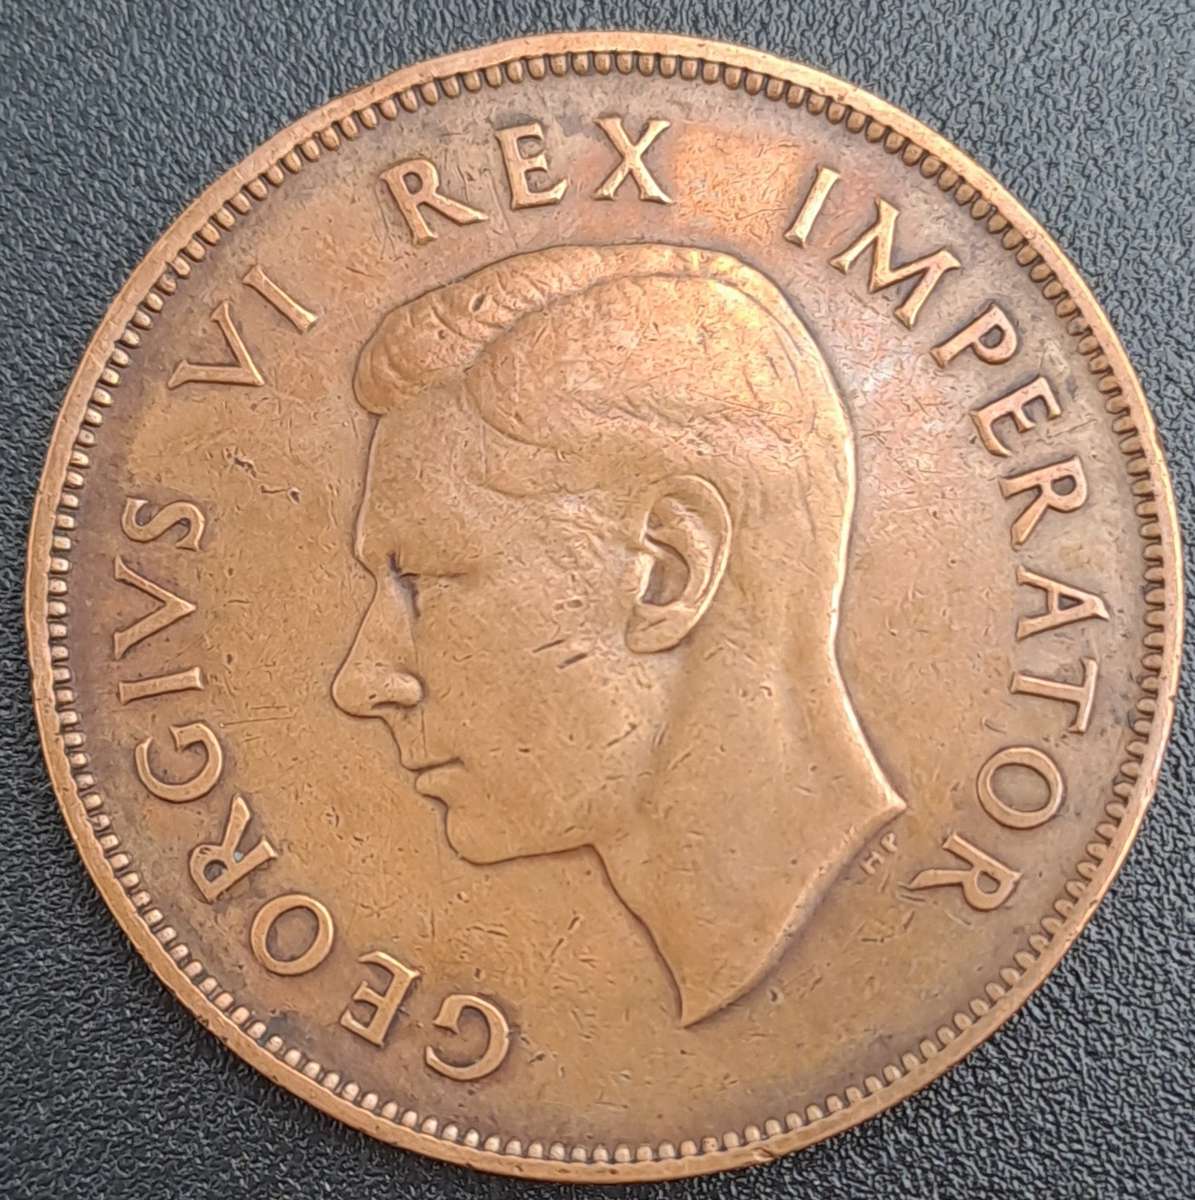 GEORGIVS VI REX IMPERATOR
HP